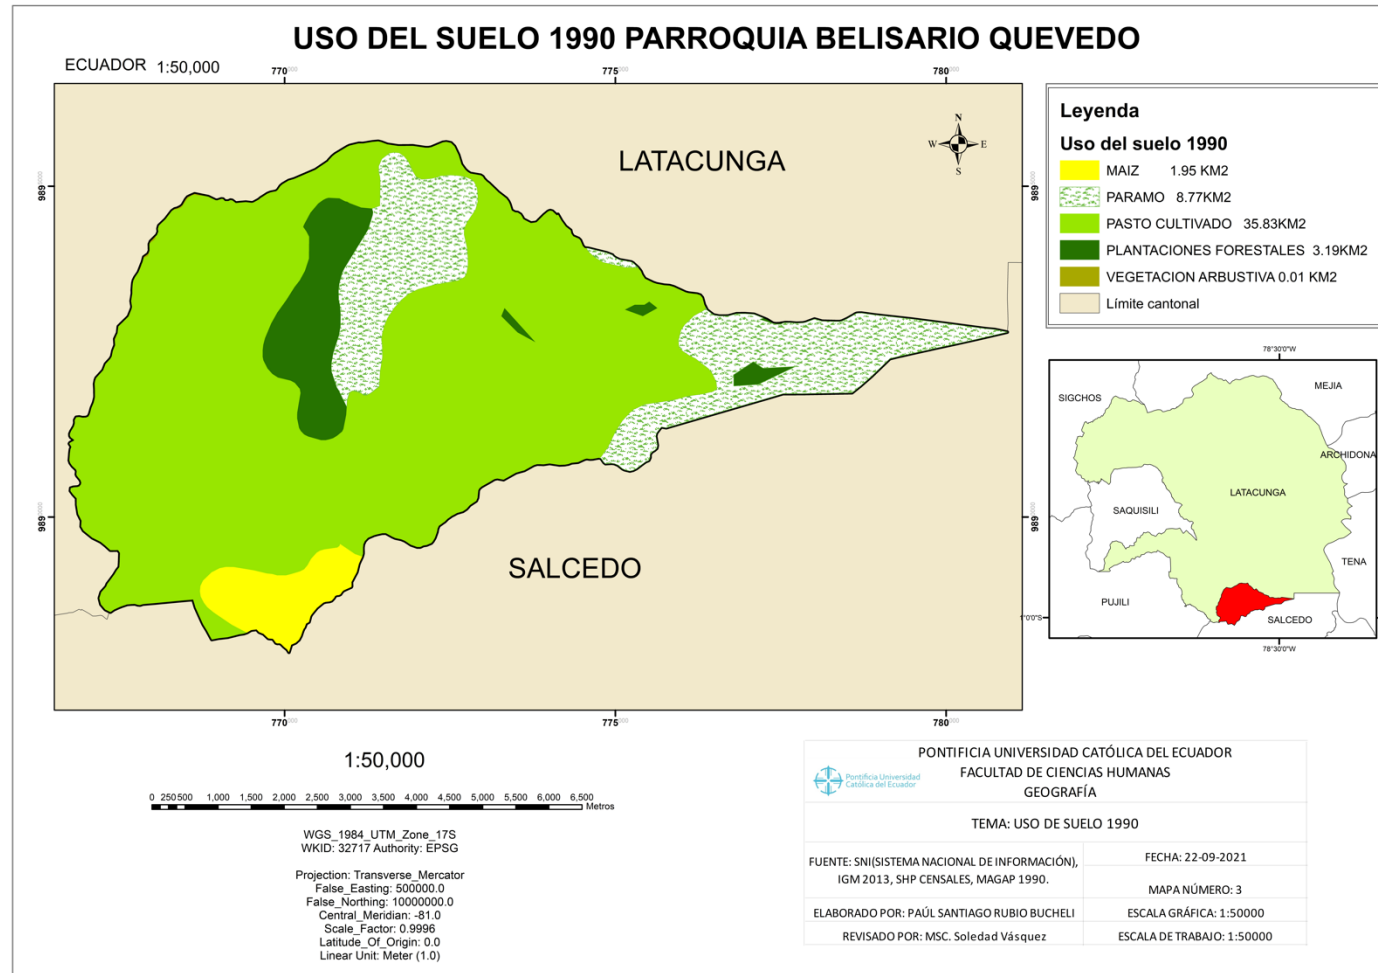 USO DEL SUELO 1990 PARROQUIA BELISARIO QUEVEDO
ECUADOR 1:50,000
770000
775000
780000
LATACUNGA
N
W E
S
989
989
SALCEDO
770000
775000
780000
Leyenda
Uso del suelo 1990
MAIZ 1.95 KM2
PARAMO 8.77KM2
PASTO CULTIVADO 35.83KM2
PLANTACIONES FORESTALES 3.19KM2
VEGETACION ARBUSTIVA 0.01 KM2
Límite cantonal
78°30'0"W
MEJIA
SIGCHOS
ARCHIDONA
LATACUNGA
SAQUISILI
TENA
PUJILI
1°0'0"S
SALCEDO
78°30'0"W
1:50,000
0 250500 1,000 1,500 2,000 2,500 3,000 3,500 4,000 4,500 5,000 5,500 6,000 6,500
Metros
WGS_1984_UTM_Zone_17S
WKID: 32717 Authority: EPSG
Projection: Transverse_Mercator
False_Easting: 500000.0
False_Northing: 10000000.0
Central_Meridian: -81.0
Scale_Factor: 0.9996
Latitude_Of_Origin: 0.0
Linear Unit: Meter (1.0)
Pontificia Universidad
Católica del Ecuador
PONTIFICIA UNIVERSIDAD CATÓLICA DEL ECUADOR
FACULTAD DE CIENCIAS HUMANAS
GEOGRAFÍA
TEMA: USO DE SUELO 1990
FUENTE: SNI(SISTEMA NACIONAL DE INFORMACIÓN),
IGM 2013, SHP CENSALES, MAGAP 1990.
FECHA: 22-09-2021
MAPA NÚMERO: 3
ELABORADO POR: PAÚL SANTIAGO RUBIO BUCHELI
ESCALA GRÁFICA: 1:50000
REVISADO POR: MSC. Soledad Vásquez
ESCALA DE TRABAJO: 1:50000